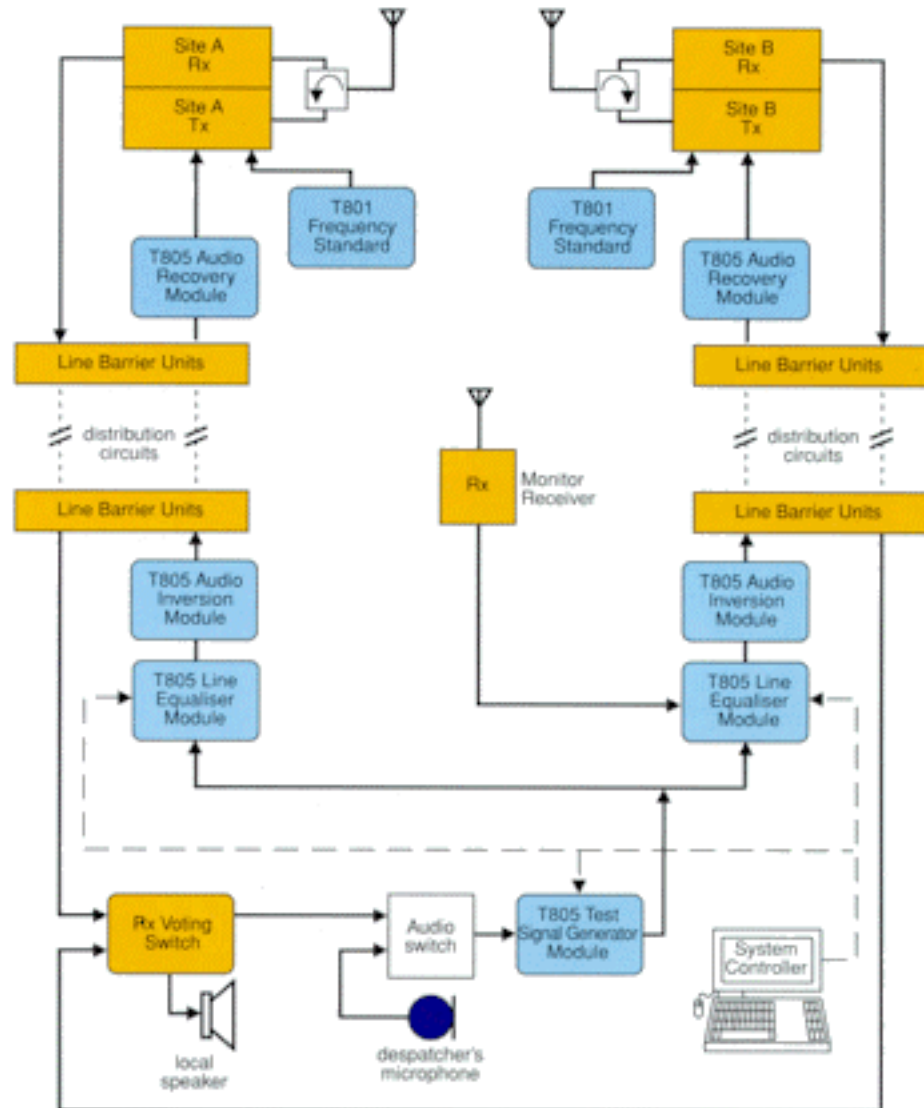 Site A
Rx
Site A
Tx
Site B
Rx
Site B
Tx
T801
Frequency
Standard
T801
Frequency
Standard
T805 Audio
Recovery
Module
T805 Audio
Recovery
Module
Line Barrier Units
Line Barrier Units
distribution
circuits
distribution
circuits
Rx
Monitor
Receiver
Line Barrier Units
Line Barrier Units
T805 Audio
Inversion
Module
T805 Audio
Inversion
Module
T805 Line
Equaliser
Module
T805 Line
Equaliser
Module
Rx Voting
Switch
Audio
switch
T805 Test
Signal Generator
Module
System
Controller
local
speaker
despatcher's
microphone